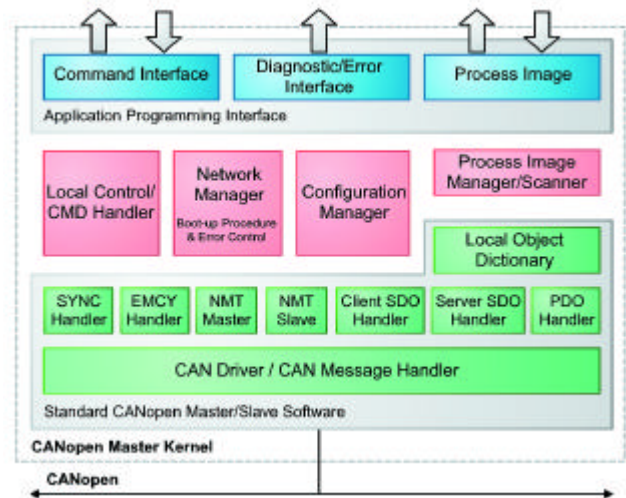 Command Interface
Diagnostic/Error
Interface
Process Image
Application Programming Interface
Local Control/
CMD Handler
Network
Manager
Boot-up Procedure
& Error Control
Configuration
Manager
Process Image
Manager/Scanner
Local Object
Dictionary
SYNC
Handler
EMCY
Handler
NMT
Master
NMT
Slave
Client SDO
Handler
Server SDO
Handler
PDO
Handler
CAN Driver / CAN Message Handler
Standard CANopen Master/Slave Software
CANopen Master Kernel
CANopen